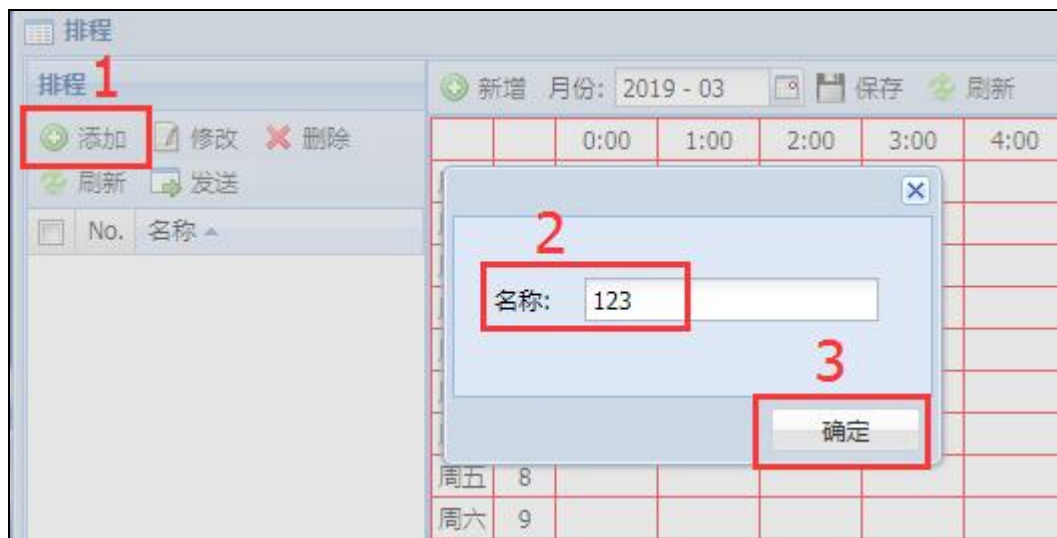 排程
排程 1
添加 修改 删除
刷新 发送
No. 名称
新增 月份: 2019 - 03 保存 刷新
0:00 1:00 2:00 3:00 4:00
2
名称: 123
3
确定
周五 8
周六 9